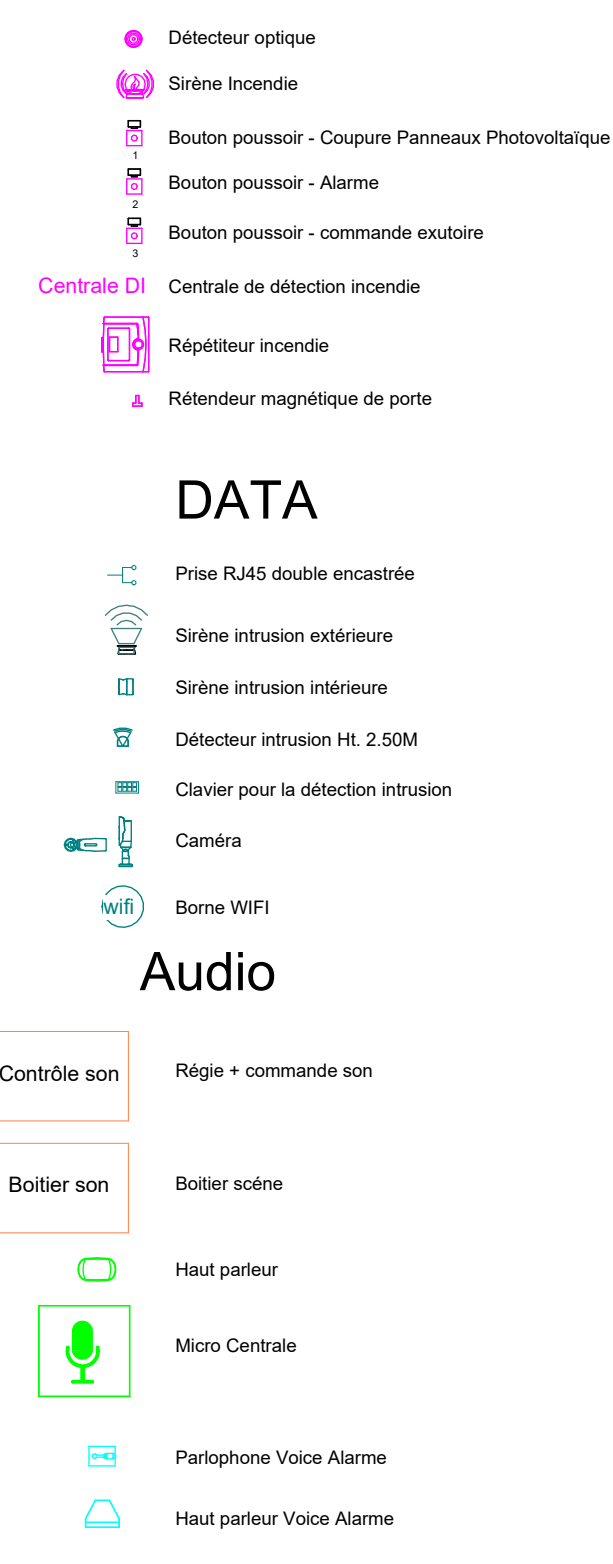 Détecteur optique
Sirène Incendie
Bouton poussoir - Coupure Panneaux Photovoltaïque
1
Bouton poussoir - Alarme
2
Bouton poussoir - commande exutoire
3
Centrale DI Centrale de détection incendie
Répétiteur incendie
Rétendeur magnétique de porte
DATA
Prise RJ45 double encastrée
Sirène intrusion extérieure
Sirène intrusion intérieure
Détecteur intrusion Ht. 2.50M
Clavier pour la détection intrusion
Caméra
wifi Borne WIFI
Audio
Contrôle son Régie + commande son
Boitier son Boitier scéne
Haut parleur
Micro Centrale
Parlophone Voice Alarme
Haut parleur Voice Alarme